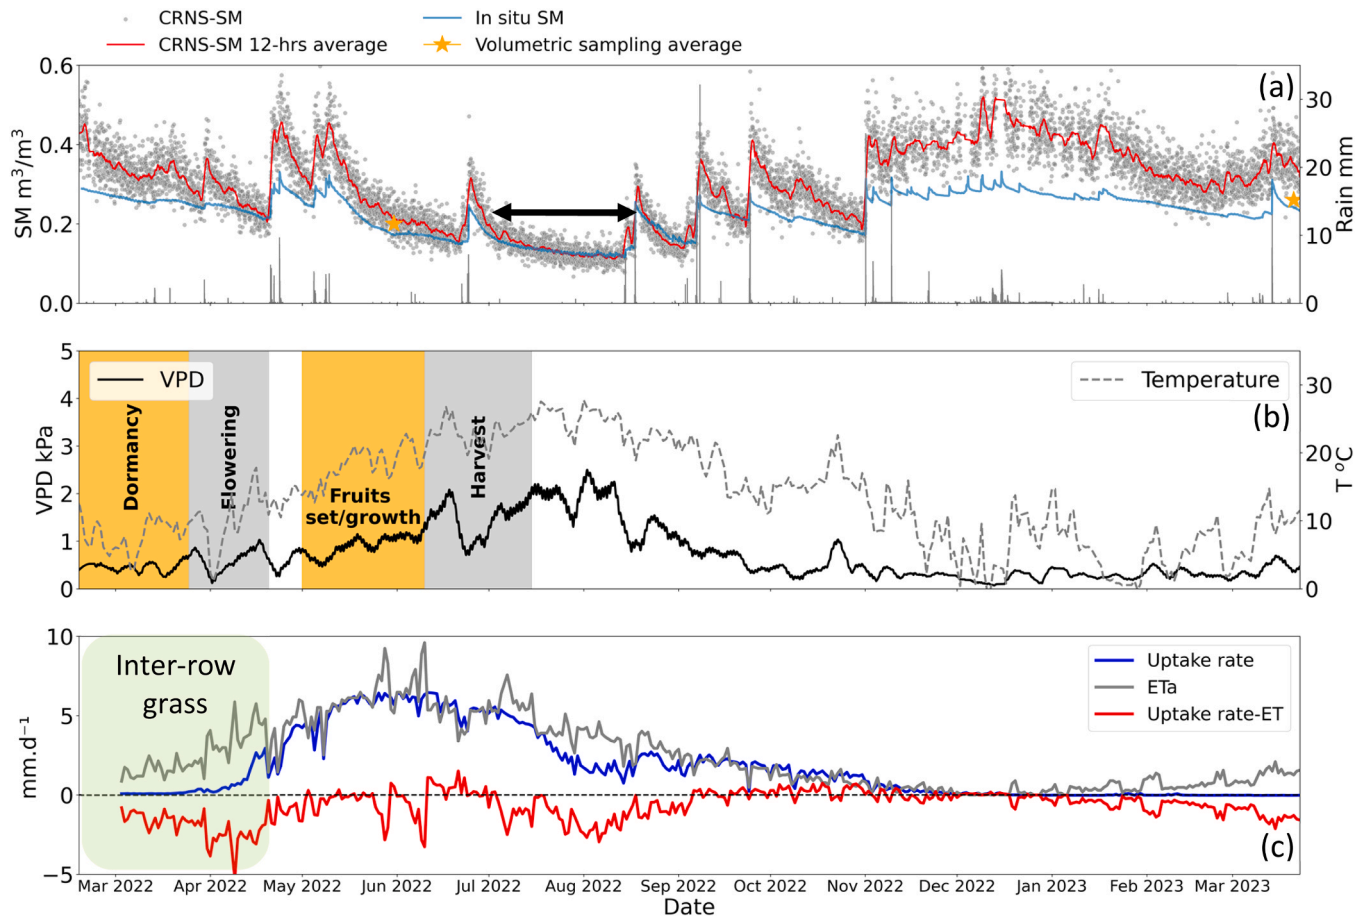 CRNS-SM
In situ SM
CRNS-SM 12-hrs average
Volumetric sampling average
0.6
0.4
0.2
0.0
SM m³/m³
(a)
30
20
10
0
Rain mm
5
4
3
2
1
0
VPD kPa
VPD
Temperature
(b)
Dormancy
Flowering
Fruits
set/growth
Harvest
30
20
10
0
T °C
10
5
0
−5
mm.d⁻¹
Inter-row
grass
Uptake rate
ETa
Uptake rate-ET
(c)
Mar 2022 Apr 2022 May 2022 Jun 2022 Jul 2022 Aug 2022 Sep 2022 Oct 2022 Nov 2022 Dec 2022 Jan 2023 Feb 2023 Mar 2023
Date